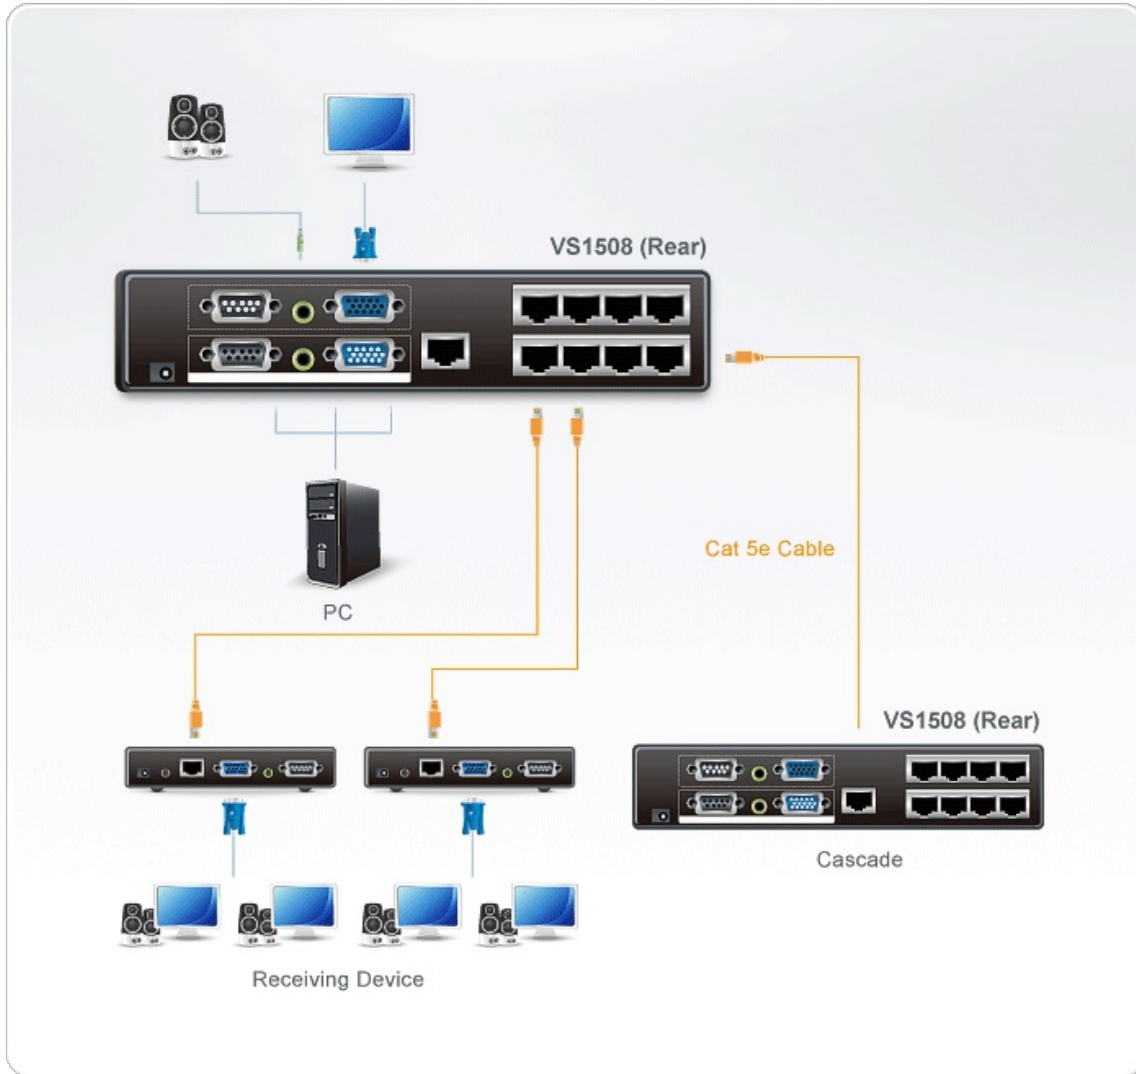 VS1508 (Rear)
PC
Cat 5e Cable
VS1508 (Rear)
Cascade
Receiving Device